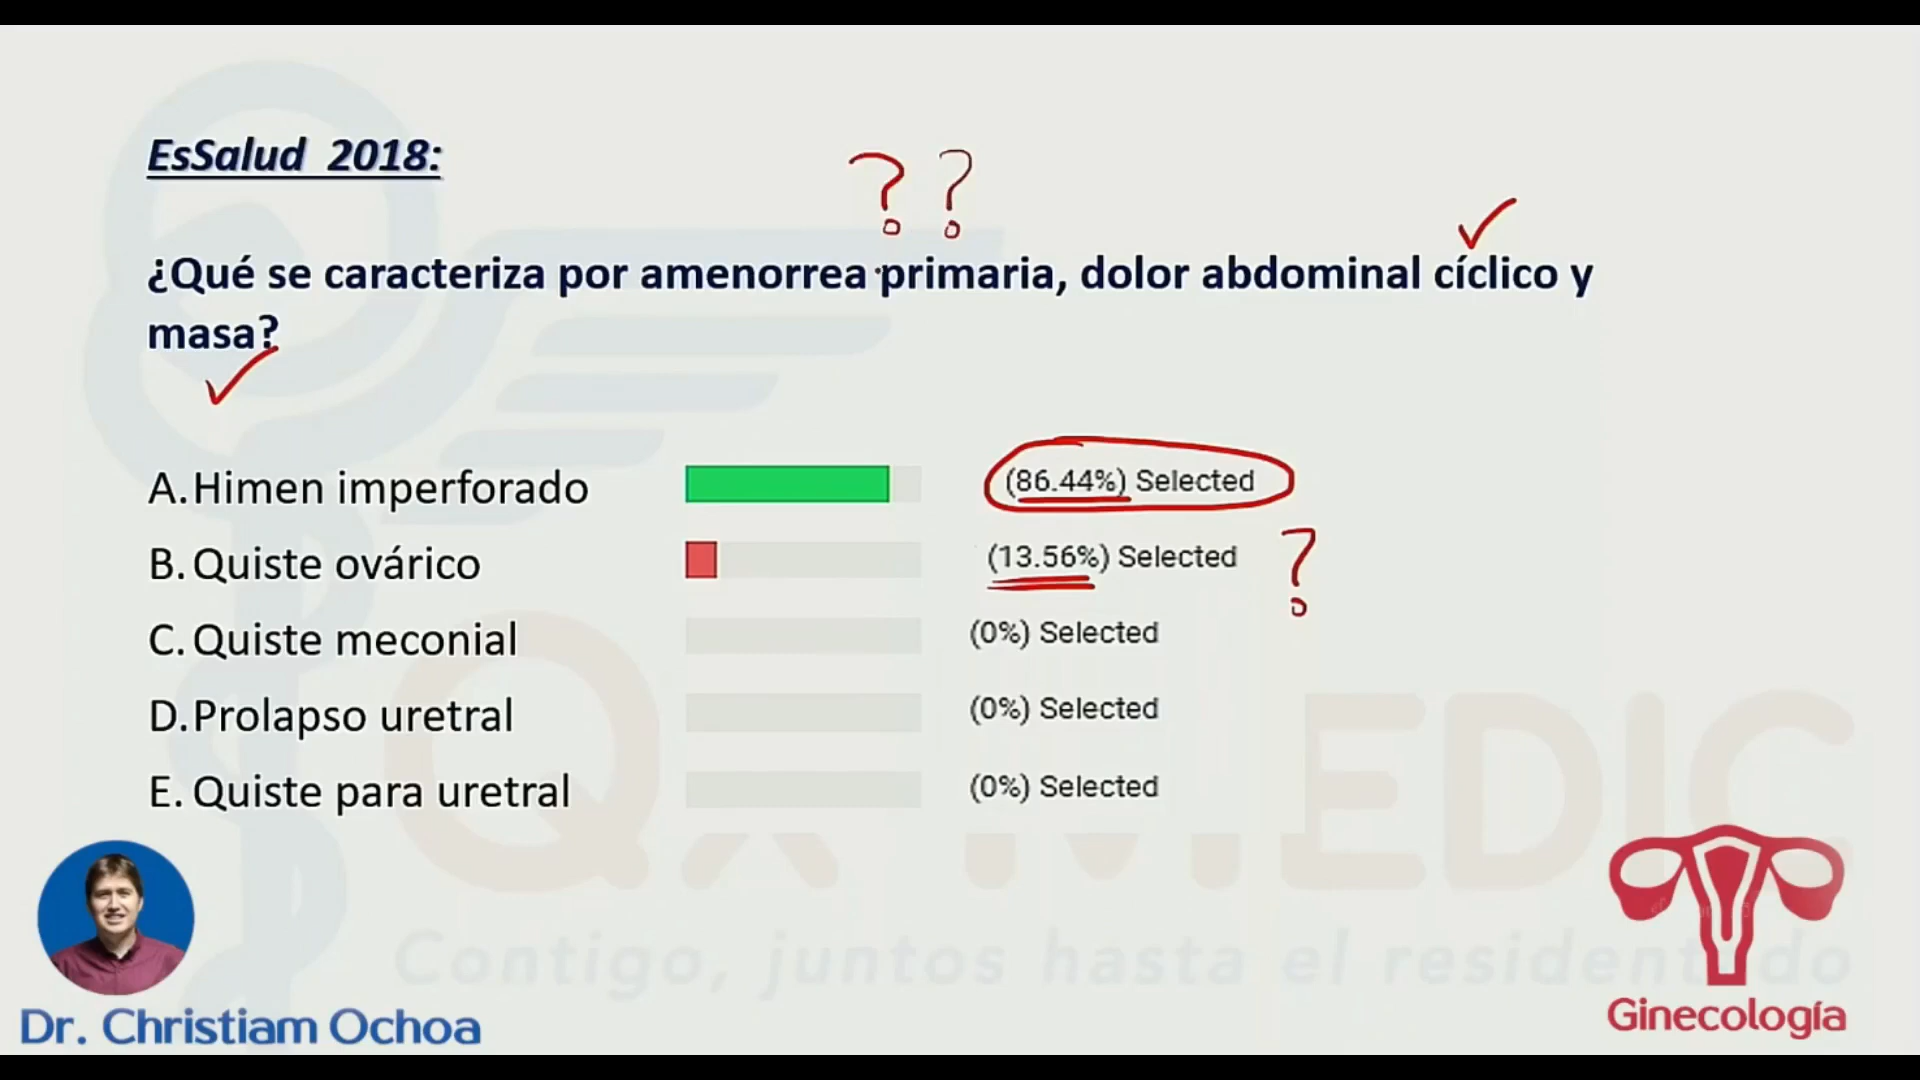 EsSalud 2018:
? ?
¿Qué se caracteriza por amenorrea primaria, dolor abdominal cíclico y
masa?
A. Himen imperforado (86.44%) Selected
B. Quiste ovárico (13.56%) Selected ?
C. Quiste meconial (0%) Selected
D. Prolapso uretral (0%) Selected
E. Quiste para uretral (0%) Selected
Q MEDIC
Contigo, juntos hasta el residentado
Dr. Christiam Ochoa
Ginecología